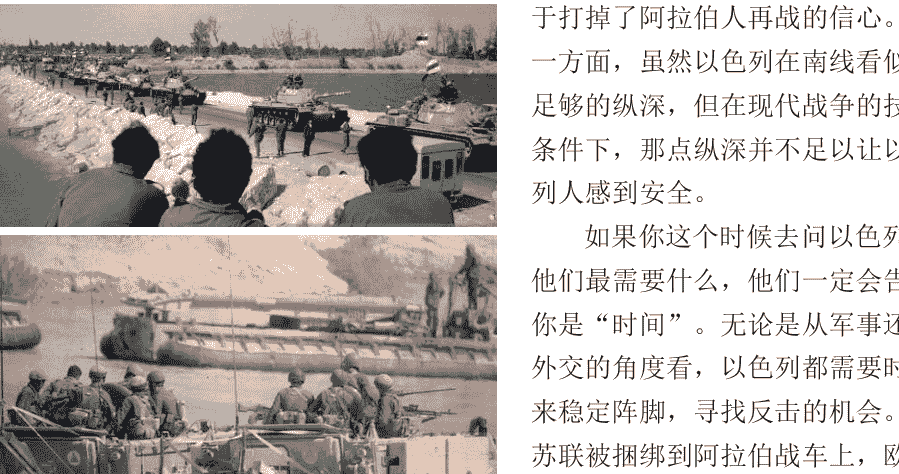 于打掉了阿拉伯人再战的信心。
一方面，虽然以色列在南线看似
足够的纵深，但在现代战争的技
条件下，那点纵深并不足以让以
列人感到安全。
如果你这个时候去问以色列
他们最需要什么，他们一定会告
你是“时间”。无论是从军事还
外交的角度看，以色列都需要时
来稳定阵脚，寻找反击的机会。
苏联被捆绑到阿拉伯战车上，欧